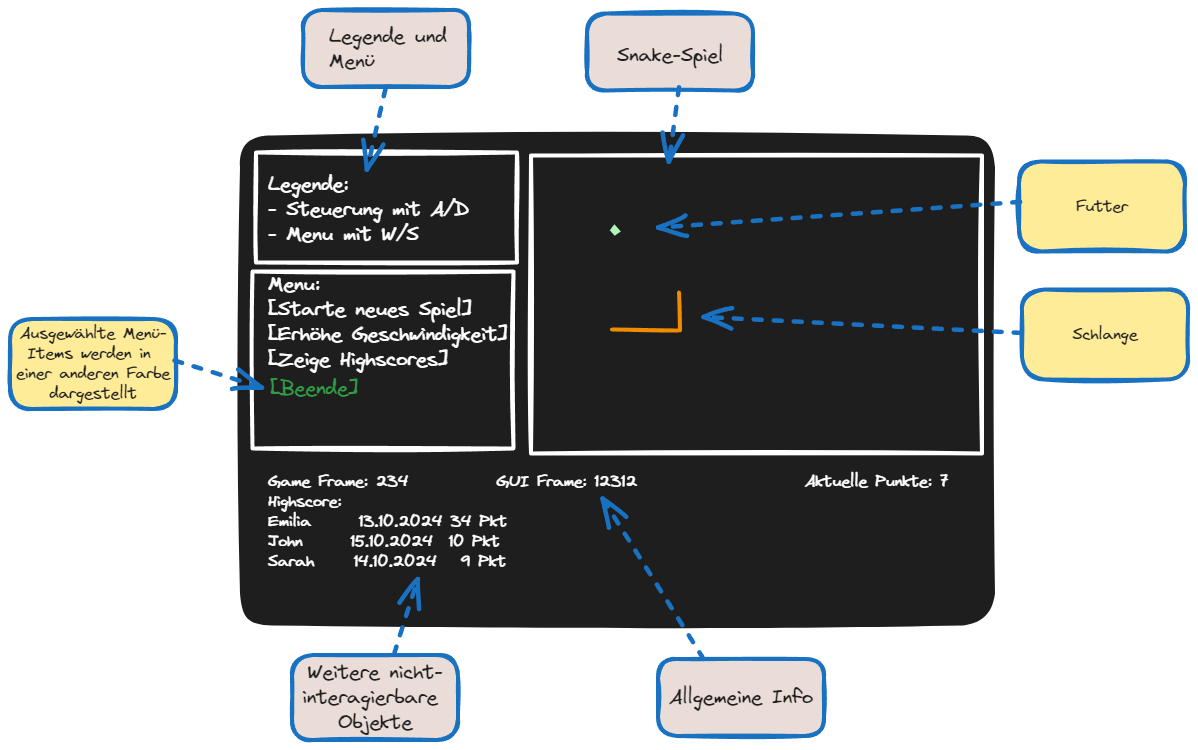 Legende und
Menü
Snake-Spiel
Legende:
- Steuerung mit A/D
- Menu mit W/S
Futter
Menu:
[Starte neues Spiel]
[Erhöhe Geschwindigkeit]
[Zeige Highscores]
[Beende]
Schlange
Ausgewählte Menü-
Items werden in
einer anderen Farbe
dargestellt
Game Frame: 234 GUI Frame: 12312 Aktuelle Punkte: 7
Highscore:
Emilia 13.10.2024 34 Pkt
John 15.10.2024 10 Pkt
Sarah 14.10.2024 9 Pkt
Weitere nicht-
interagierbare
Objekte
Allgemeine Info